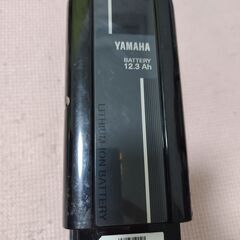 YAMAHA
BATTERY
12.3 Ah
LITHIUM-ION BATTERY